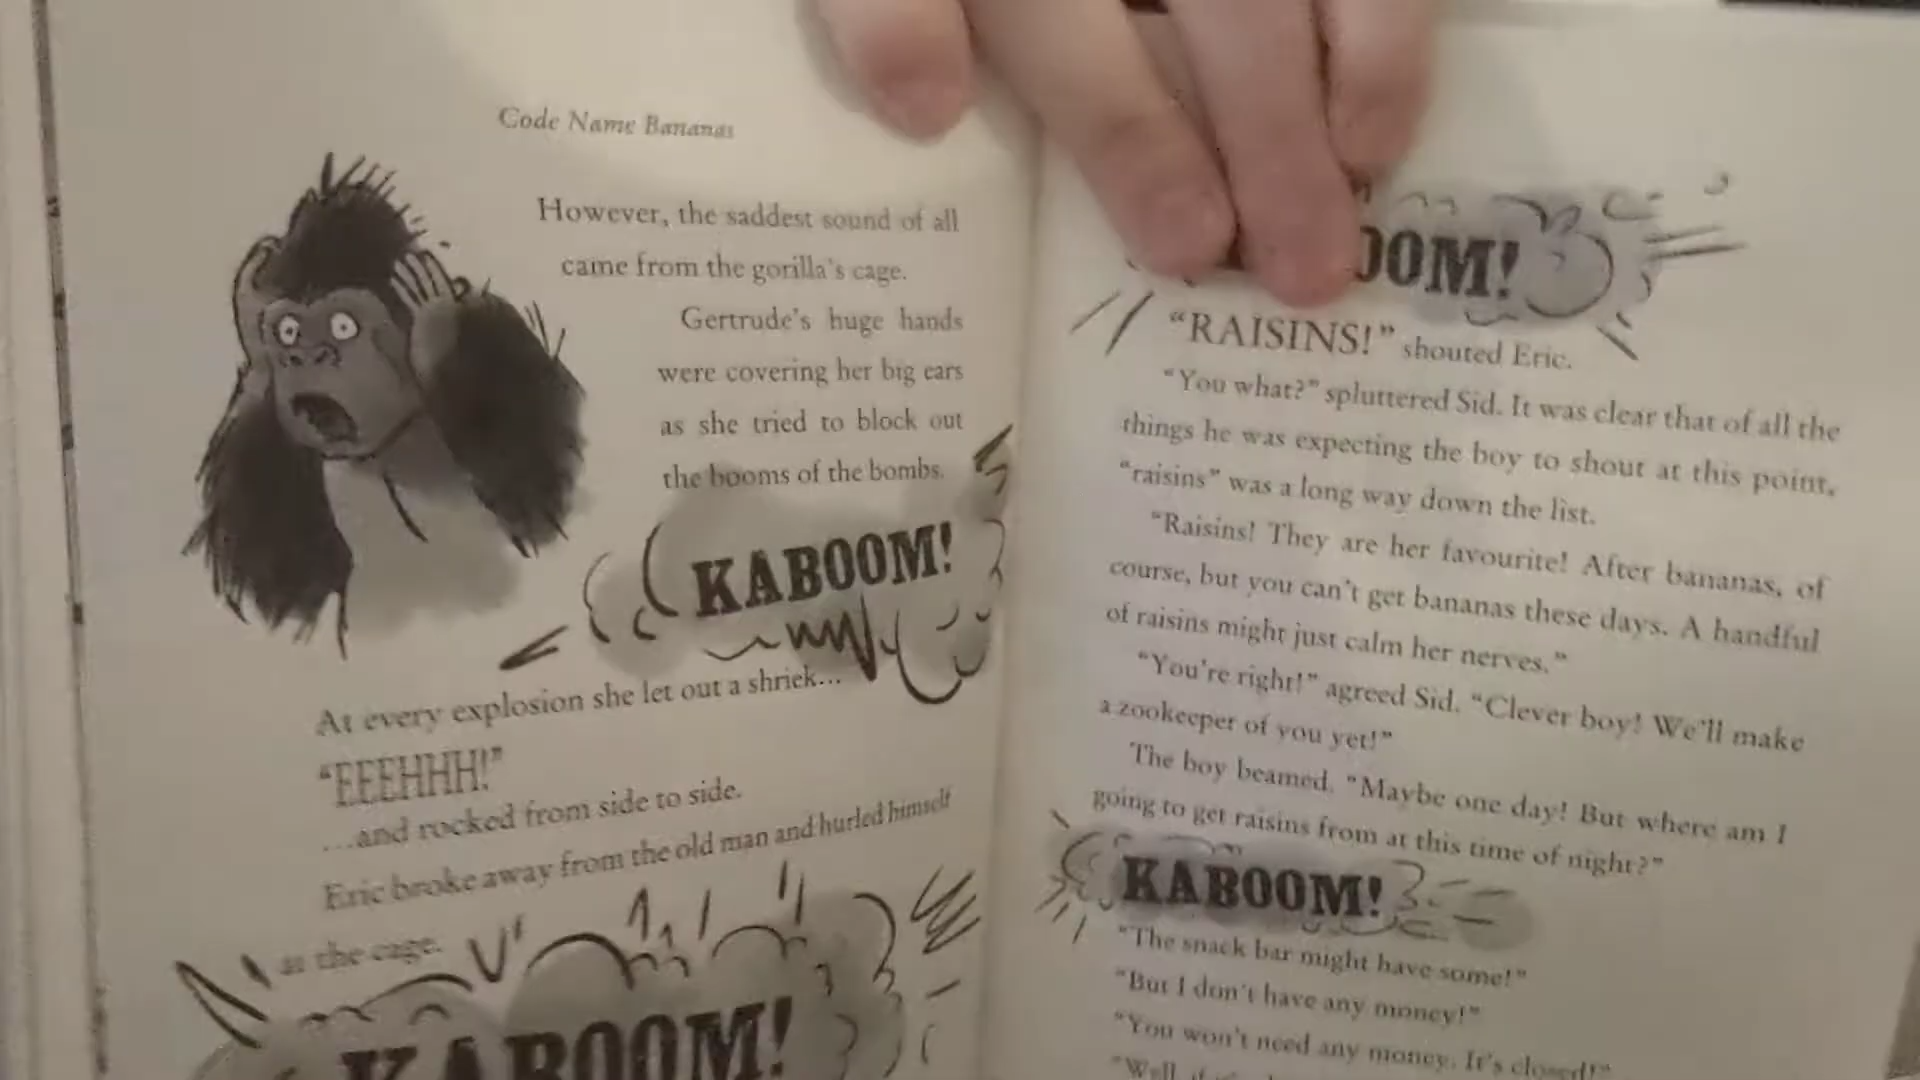 Code Name Bananas
However, the saddest sound of all
came from the gorilla's cage.
Gertrude's huge hands
were covering her big ears
as she tried to block out
the booms of the bombs.
KABOOM!
At every explosion she let out a shriek...
“EEEHHH!”
...and rocked from side to side.
Eric broke away from the old man and hurled himself
at the cage.
KABOOM!
OOM!
“RAISINS!” shouted Eric.
“You what?” spluttered Sid. It was clear that of all the
things he was expecting the boy to shout at this point,
“raisins” was a long way down the list.
“Raisins! They are her favourite! After bananas, of
course, but you can't get bananas these days. A handful
of raisins might just calm her nerves.”
“You're right!” agreed Sid. “Clever boy! We'll make
a zookeeper of you yet!”
The boy beamed. “Maybe one day! But where am I
going to get raisins from at this time of night?”
KABOOM!
“The snack bar might have some!”
“But I don't have any money!”
“You won't need any money. It's closed!”
“Well,